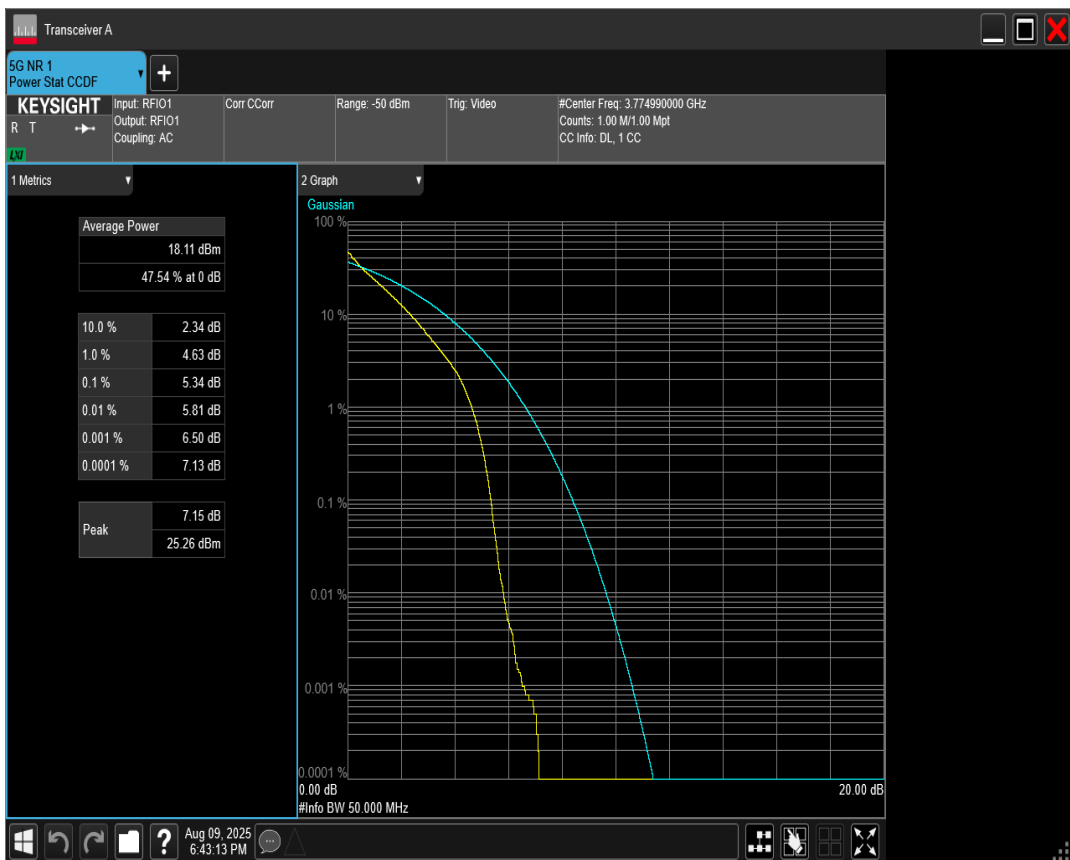 Transceiver A
5G NR 1
Power Stat CCDF
+
KEYSIGHT
R T
LXI
Input: RFIO1
Output: RFIO1
Coupling: AC
Corr CCorr
Range: -50 dBm
Trig: Video
#Center Freq: 3.774990000 GHz
Counts: 1.00 M/1.00 Mpt
CC Info: DL, 1 CC
1 Metrics
Average Power
18.11 dBm
47.54 % at 0 dB
10.0 % 2.34 dB
1.0 % 4.63 dB
0.1 % 5.34 dB
0.01 % 5.81 dB
0.001 % 6.50 dB
0.0001 % 7.13 dB
Peak
7.15 dB
25.26 dBm
2 Graph
Gaussian
100 %
10 %
1 %
0.1 %
0.01 %
0.001 %
0.0001 %
0.00 dB 20.00 dB
#Info BW 50.000 MHz
?
Aug 09, 2025
6:43:13 PM